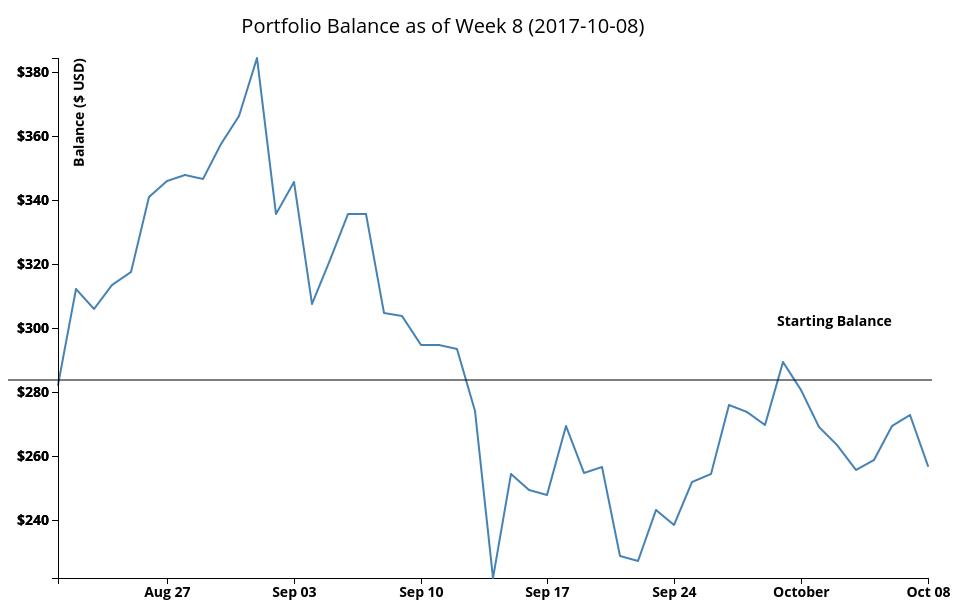 Portfolio Balance as of Week 8 (2017-10-08)
Balance ($ USD)
$380
$360
$340
$320
$300
$280
$260
$240
Starting Balance
Aug 27
Sep 03
Sep 10
Sep 17
Sep 24
October
Oct 08